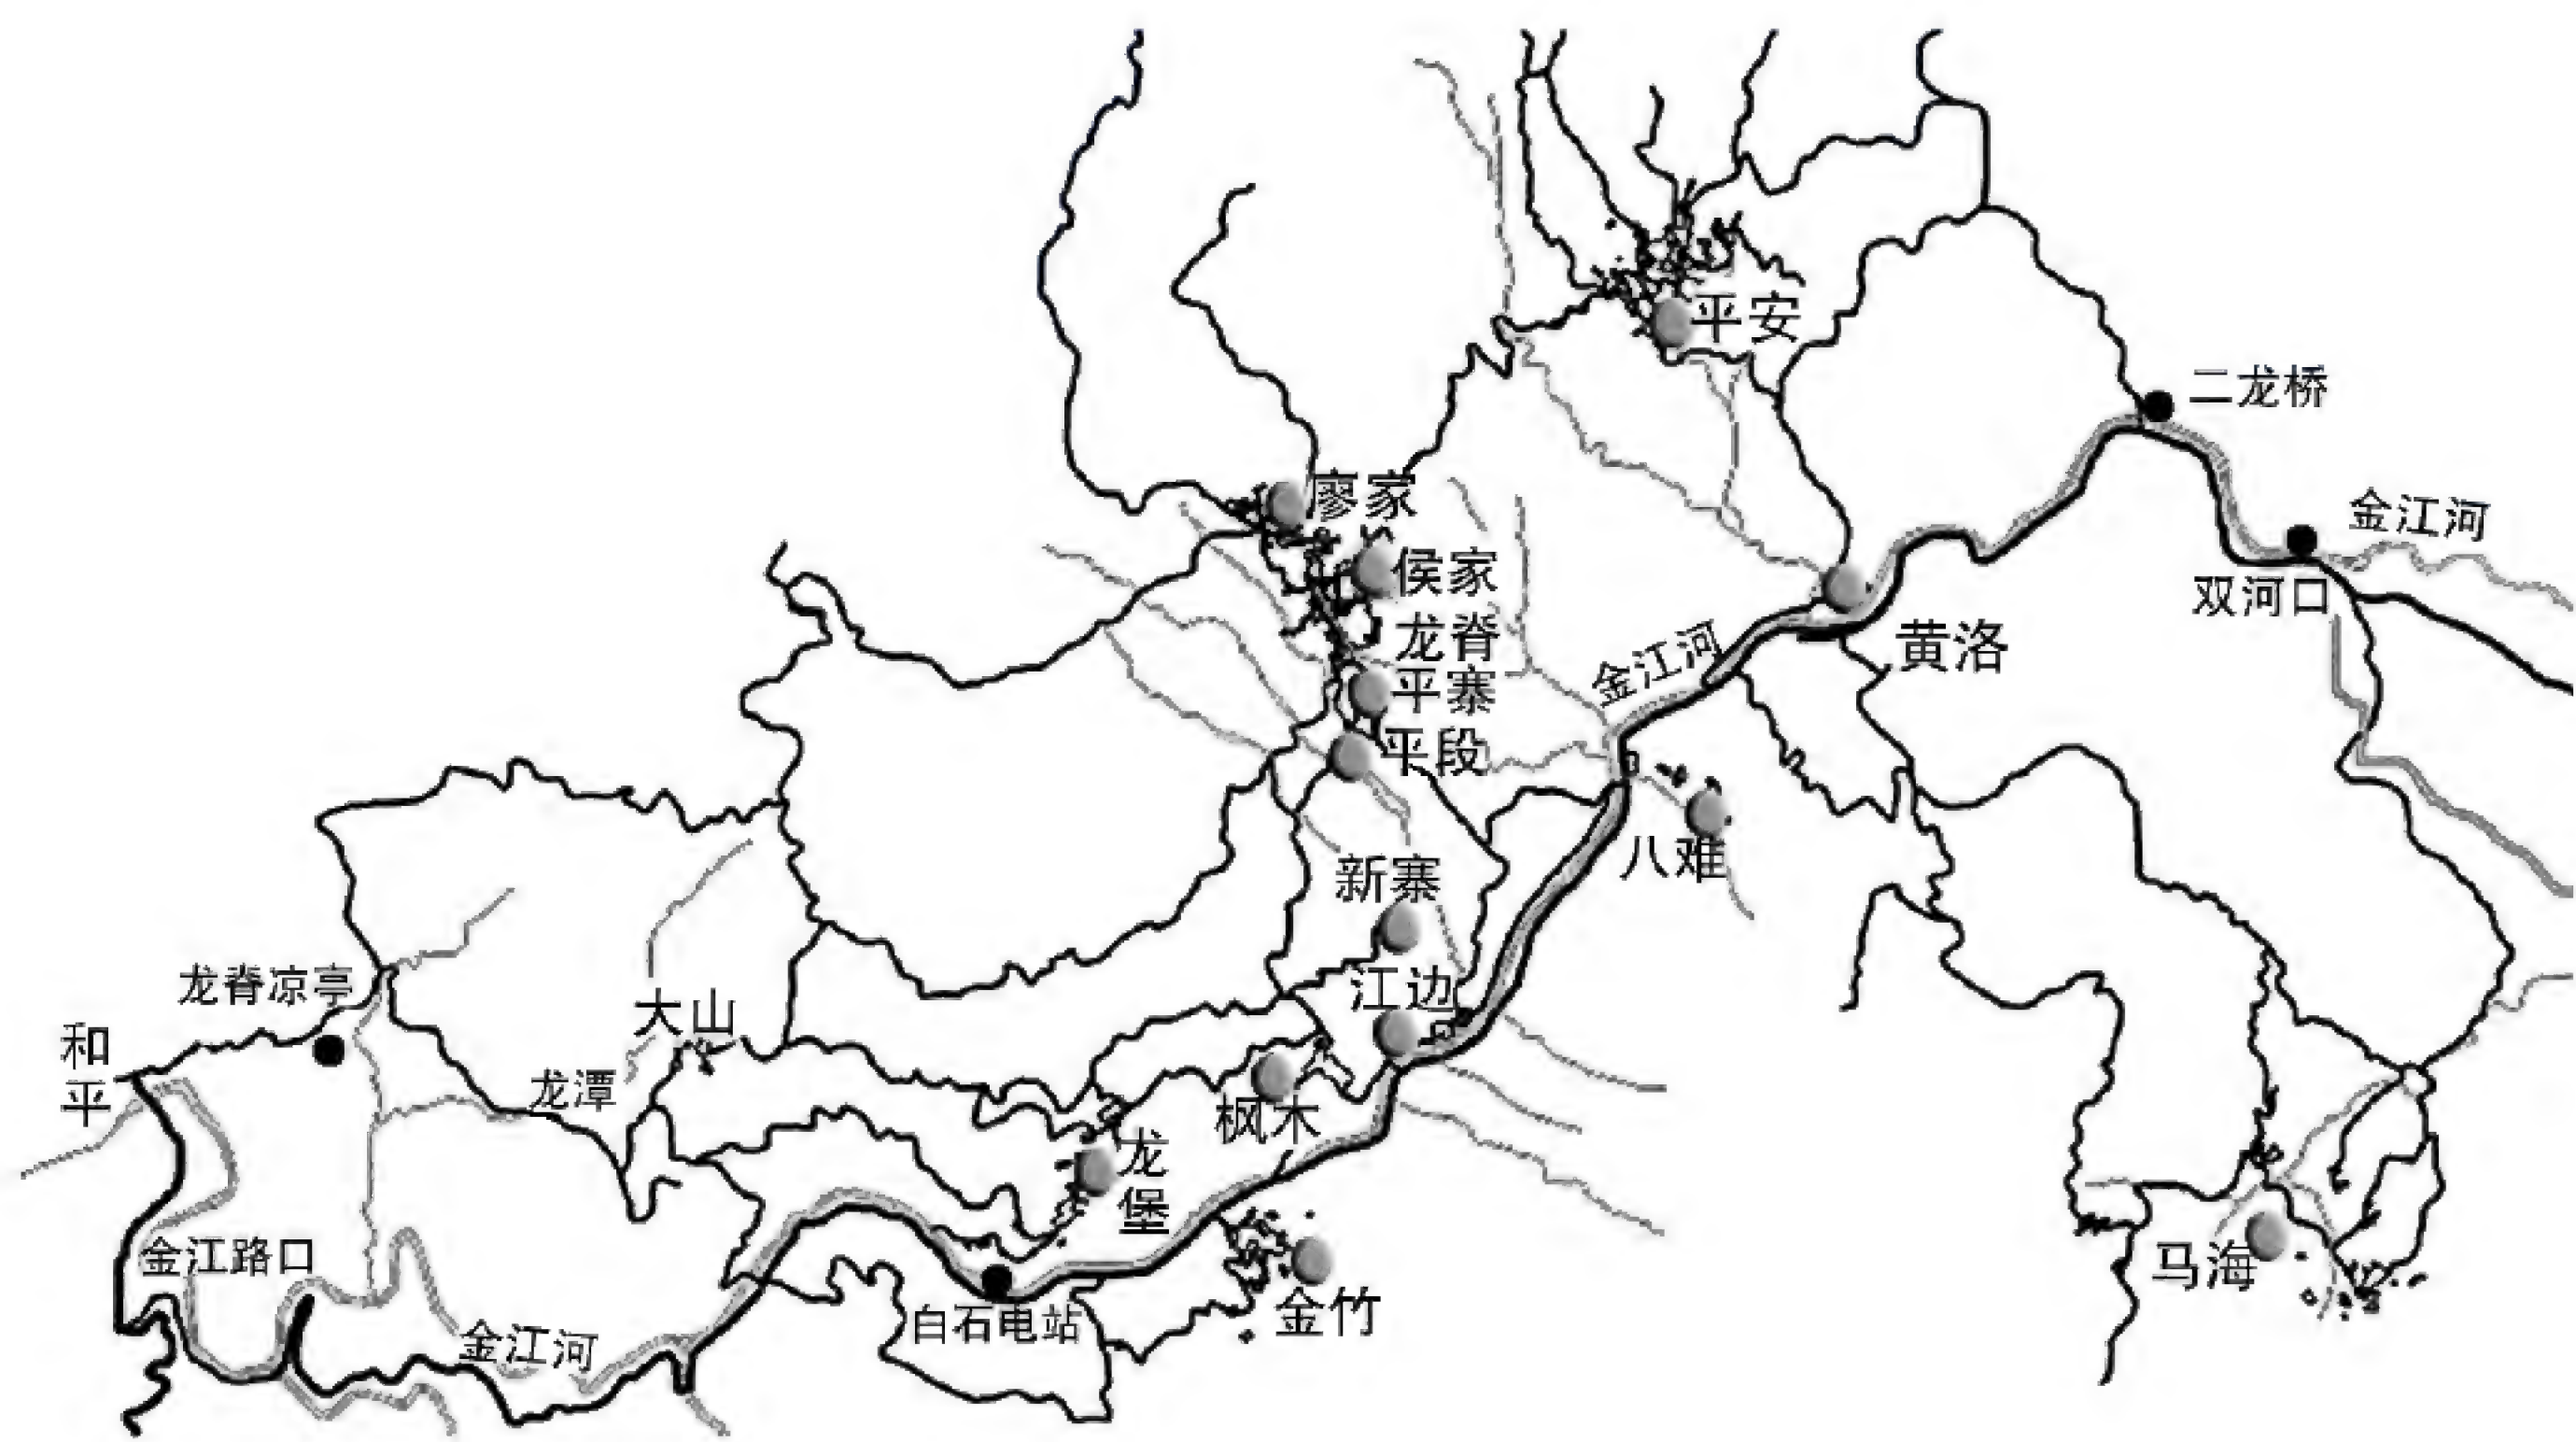 平安
二龙桥
金江河
双河口
廖家
侯家
龙脊
平寨
平段
金江河
黄洛
八难
新寨
江边
龙脊凉亭
大山
和平
龙潭
枫木
龙堡
金江路口
金江河
白石电站
金竹
马海